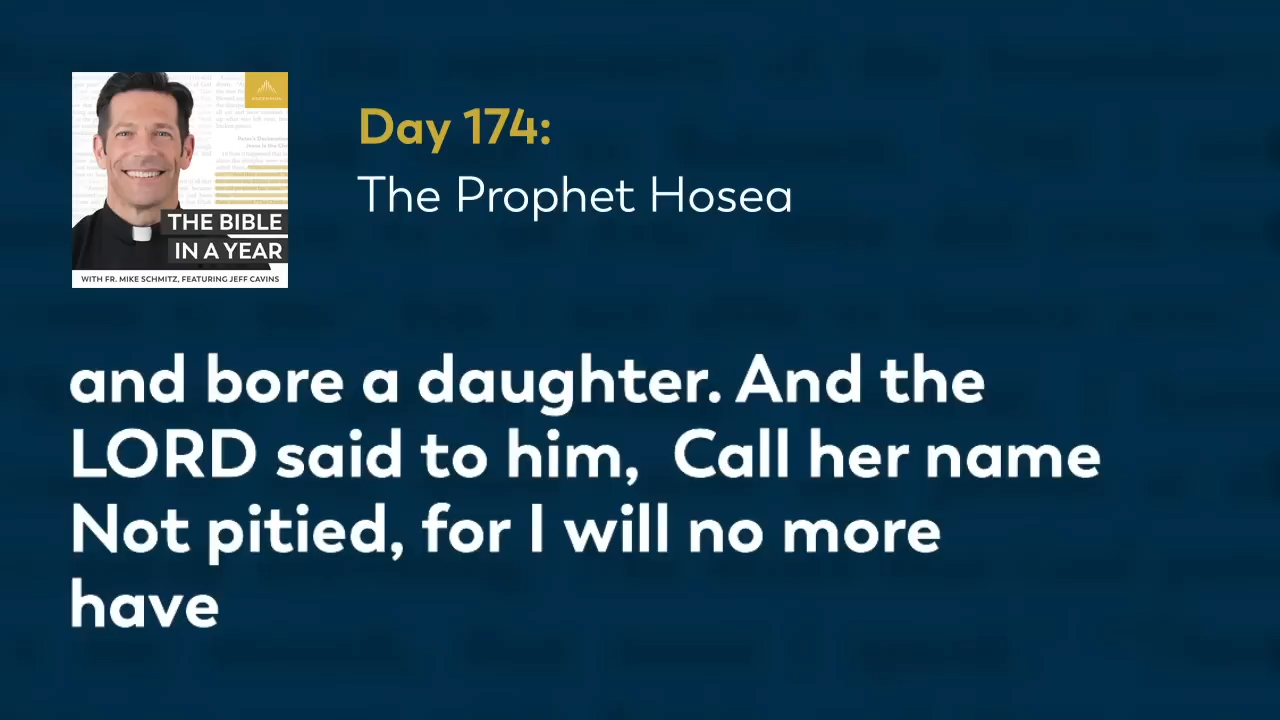 THE BIBLE
IN A YEAR
WITH FR. MIKE SCHMITZ, FEATURING JEFF CAVINS
Day 174:
The Prophet Hosea
and bore a daughter. And the
LORD said to him,  Call her name
Not pitied, for I will no more
have